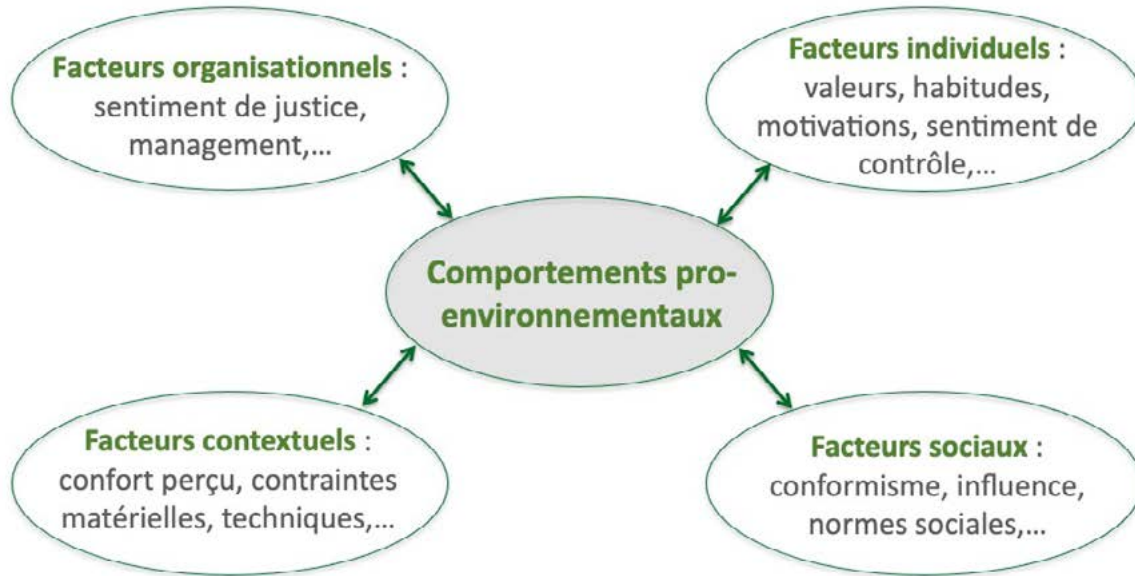 Facteurs organisationnels :
sentiment de justice,
management,...
Facteurs individuels :
valeurs, habitudes,
motivations, sentiment de
contrôle,...
Comportements pro-
environnementaux
Facteurs contextuels :
confort perçu, contraintes
matérielles, techniques,...
Facteurs sociaux :
conformisme, influence,
normes sociales,...